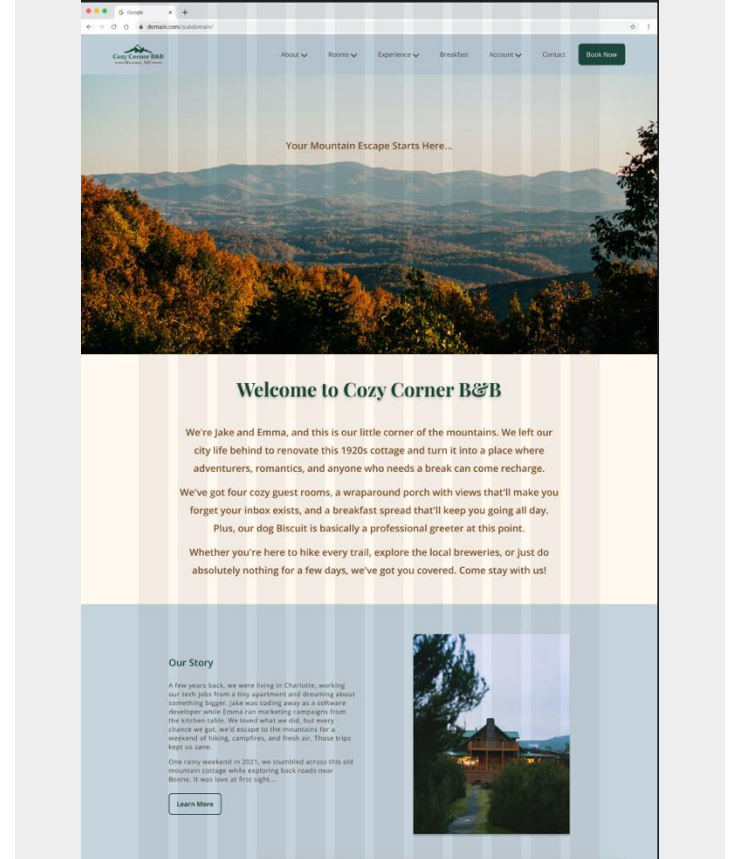 Google
domain.com/subdomain/
Cozy Corner B&B
Boone, NC
About
Rooms
Experience
Breakfast
Account
Contact
Book Now
Your Mountain Escape Starts Here...
Welcome to Cozy Corner B&B
We're Jake and Emma, and this is our little corner of the mountains. We left our
city life behind to renovate this 1920s cottage and turn it into a place where
adventurers, romantics, and anyone who needs a break can come recharge.
We've got four cozy guest rooms, a wraparound porch with views that'll make you
forget your inbox exists, and a breakfast spread that'll keep you going all day.
Plus, our dog Biscuit is basically a professional greeter at this point.
Whether you're here to hike every trail, explore the local breweries, or just do
absolutely nothing for a few days, we've got you covered. Come stay with us!
Our Story
A few years back, we were living in Charlotte, working
our tech jobs from a tiny apartment and dreaming about
something bigger. Jake was coding away as a software
developer while Emma ran marketing campaigns from
the kitchen table. We loved what we did, but every
chance we got, we'd escape to the mountains for a
weekend of hiking, campfires, and fresh air. Those trips
kept us sane.
One rainy weekend in 2021, we stumbled across this old
mountain cottage while exploring back roads near
Boone. It was love at first sight...
Learn More